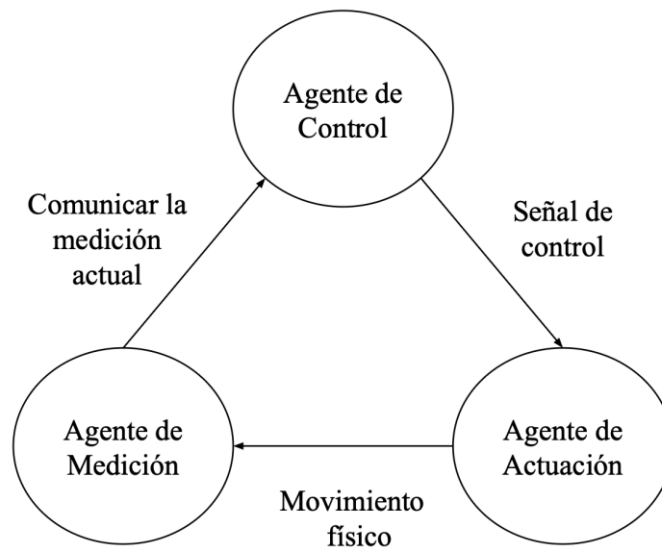 Agente de
Control
Comunicar la
medición
actual
Señal de
control
Agente de
Medición
Agente de
Actuación
Movimiento
físico